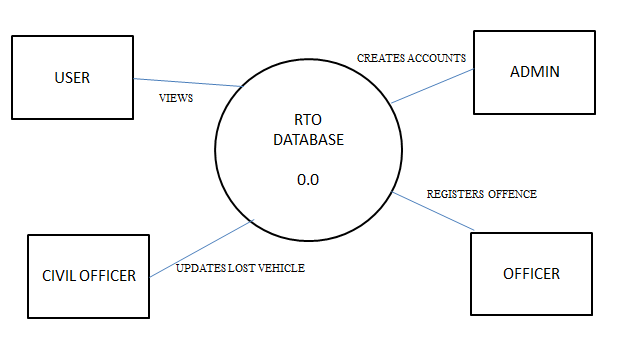 USER
VIEWS
CREATES ACCOUNTS
ADMIN
RTO
DATABASE
0.0
REGISTERS OFFENCE
CIVIL OFFICER
UPDATES LOST VEHICLE
OFFICER